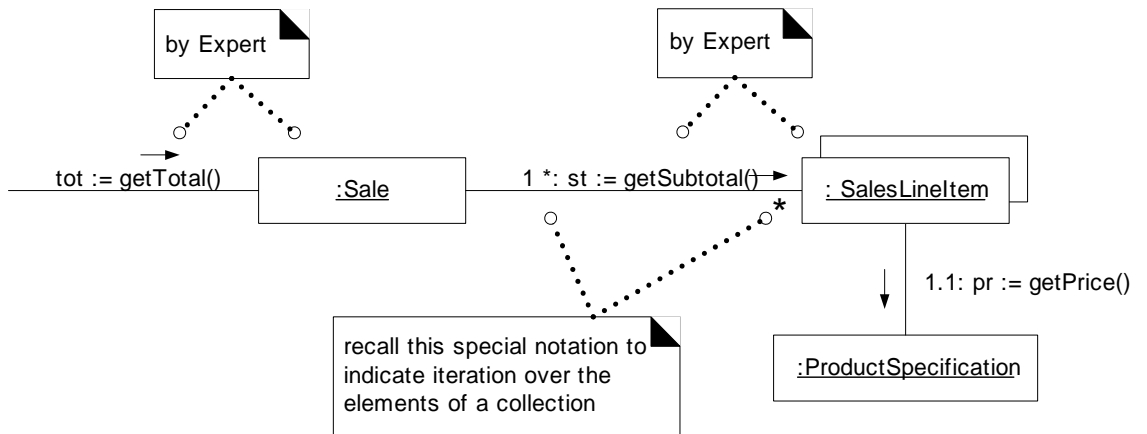 by Expert
by Expert
tot := getTotal()
:Sale
1 *: st := getSubtotal()
*
: SalesLineItem
1.1: pr := getPrice()
recall this special notation to
indicate iteration over the
elements of a collection
:ProductSpecification